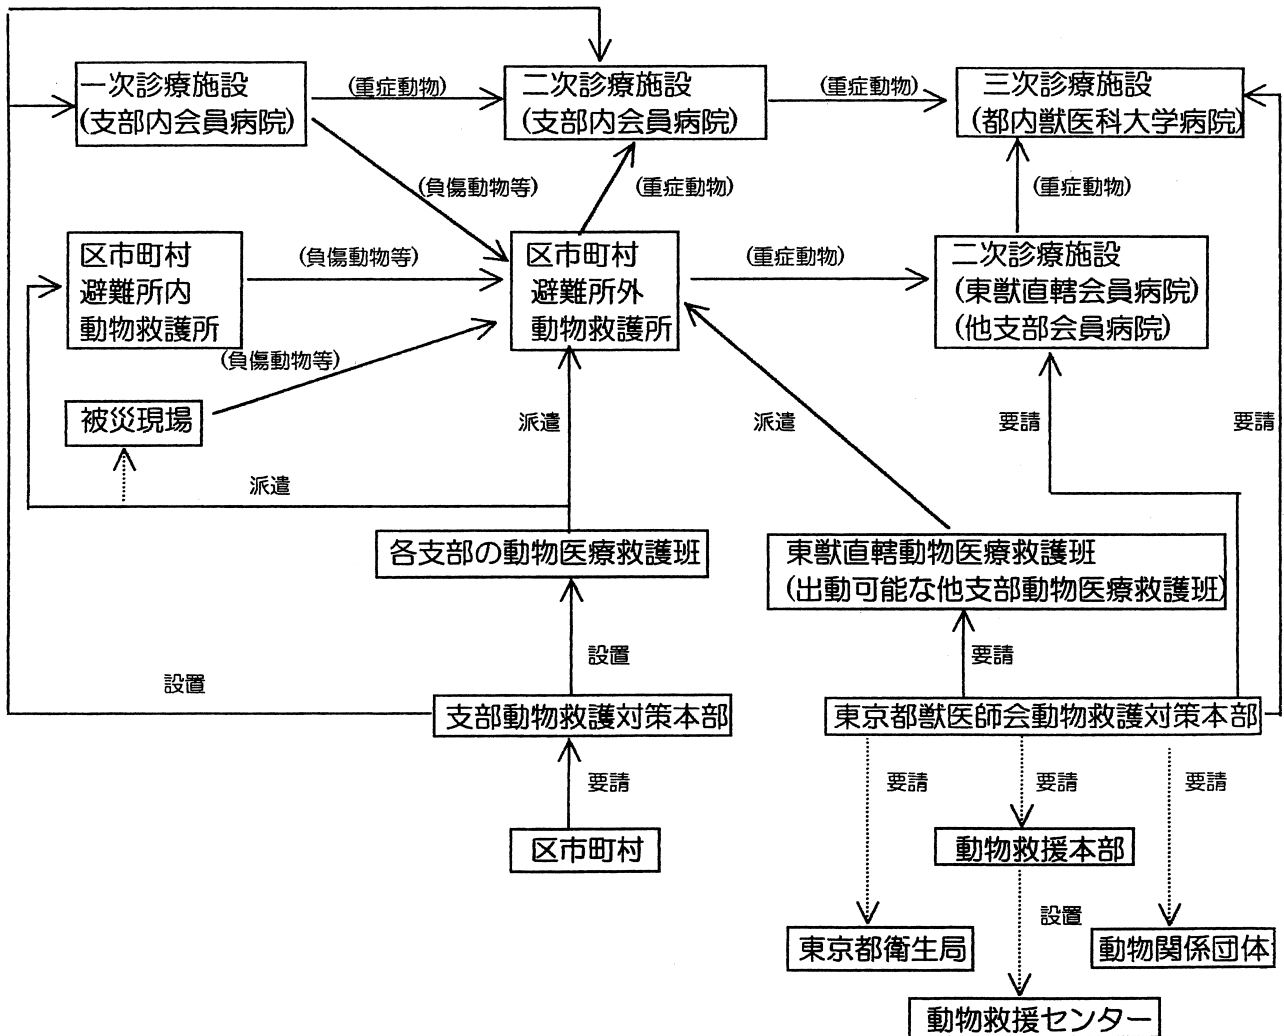 一次診療施設
(支部内会員病院)
(重症動物)
二次診療施設
(支部内会員病院)
(重症動物)
三次診療施設
(都内獣医科大学病院)
(負傷動物等)
(重症動物)
(重症動物)
区市町村
避難所内
動物救護所
(負傷動物等)
区市町村
避難所外
動物救護所
(重症動物)
二次診療施設
(東獣直轄会員病院)
(他支部会員病院)
(負傷動物等)
被災現場
派遣
派遣
要請
要請
派遣
各支部の動物医療救護班
東獣直轄動物医療救護班
(出動可能な他支部動物医療救護班)
設置
要請
設置
支部動物救護対策本部
東京都獣医師会動物救護対策本部
要請
要請
要請
要請
区市町村
動物救援本部
設置
東京都衛生局
動物関係団体
動物救援センター